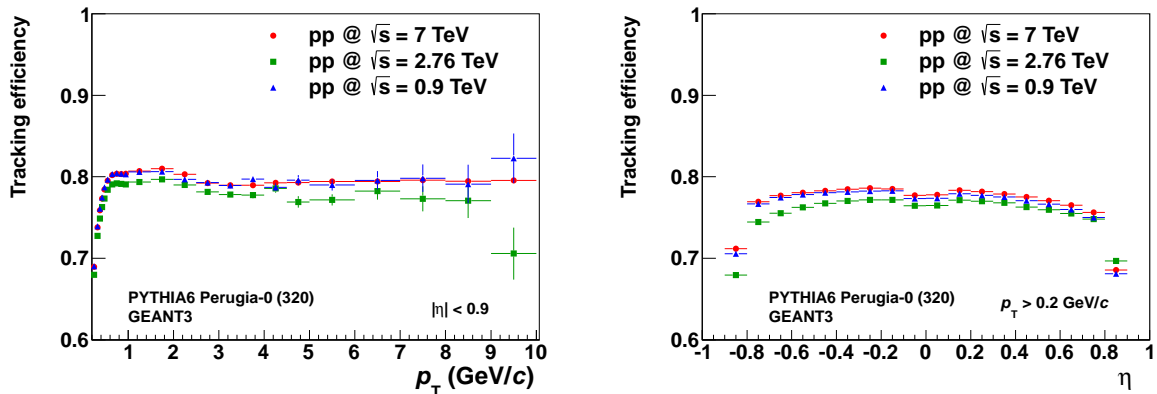 Tracking efficiency
1
0.9
0.8
0.7
0.6
pp @ √s = 7 TeV
pp @ √s = 2.76 TeV
pp @ √s = 0.9 TeV
PYTHIA6 Perugia-0 (320)
GEANT3
|η| < 0.9
1 2 3 4 5 6 7 8 9 10
p_T (GeV/c)
Tracking efficiency
1
0.9
0.8
0.7
0.6
pp @ √s = 7 TeV
pp @ √s = 2.76 TeV
pp @ √s = 0.9 TeV
PYTHIA6 Perugia-0 (320)
GEANT3
p_T > 0.2 GeV/c
-1 -0.8 -0.6 -0.4 -0.2 0 0.2 0.4 0.6 0.8 1
η